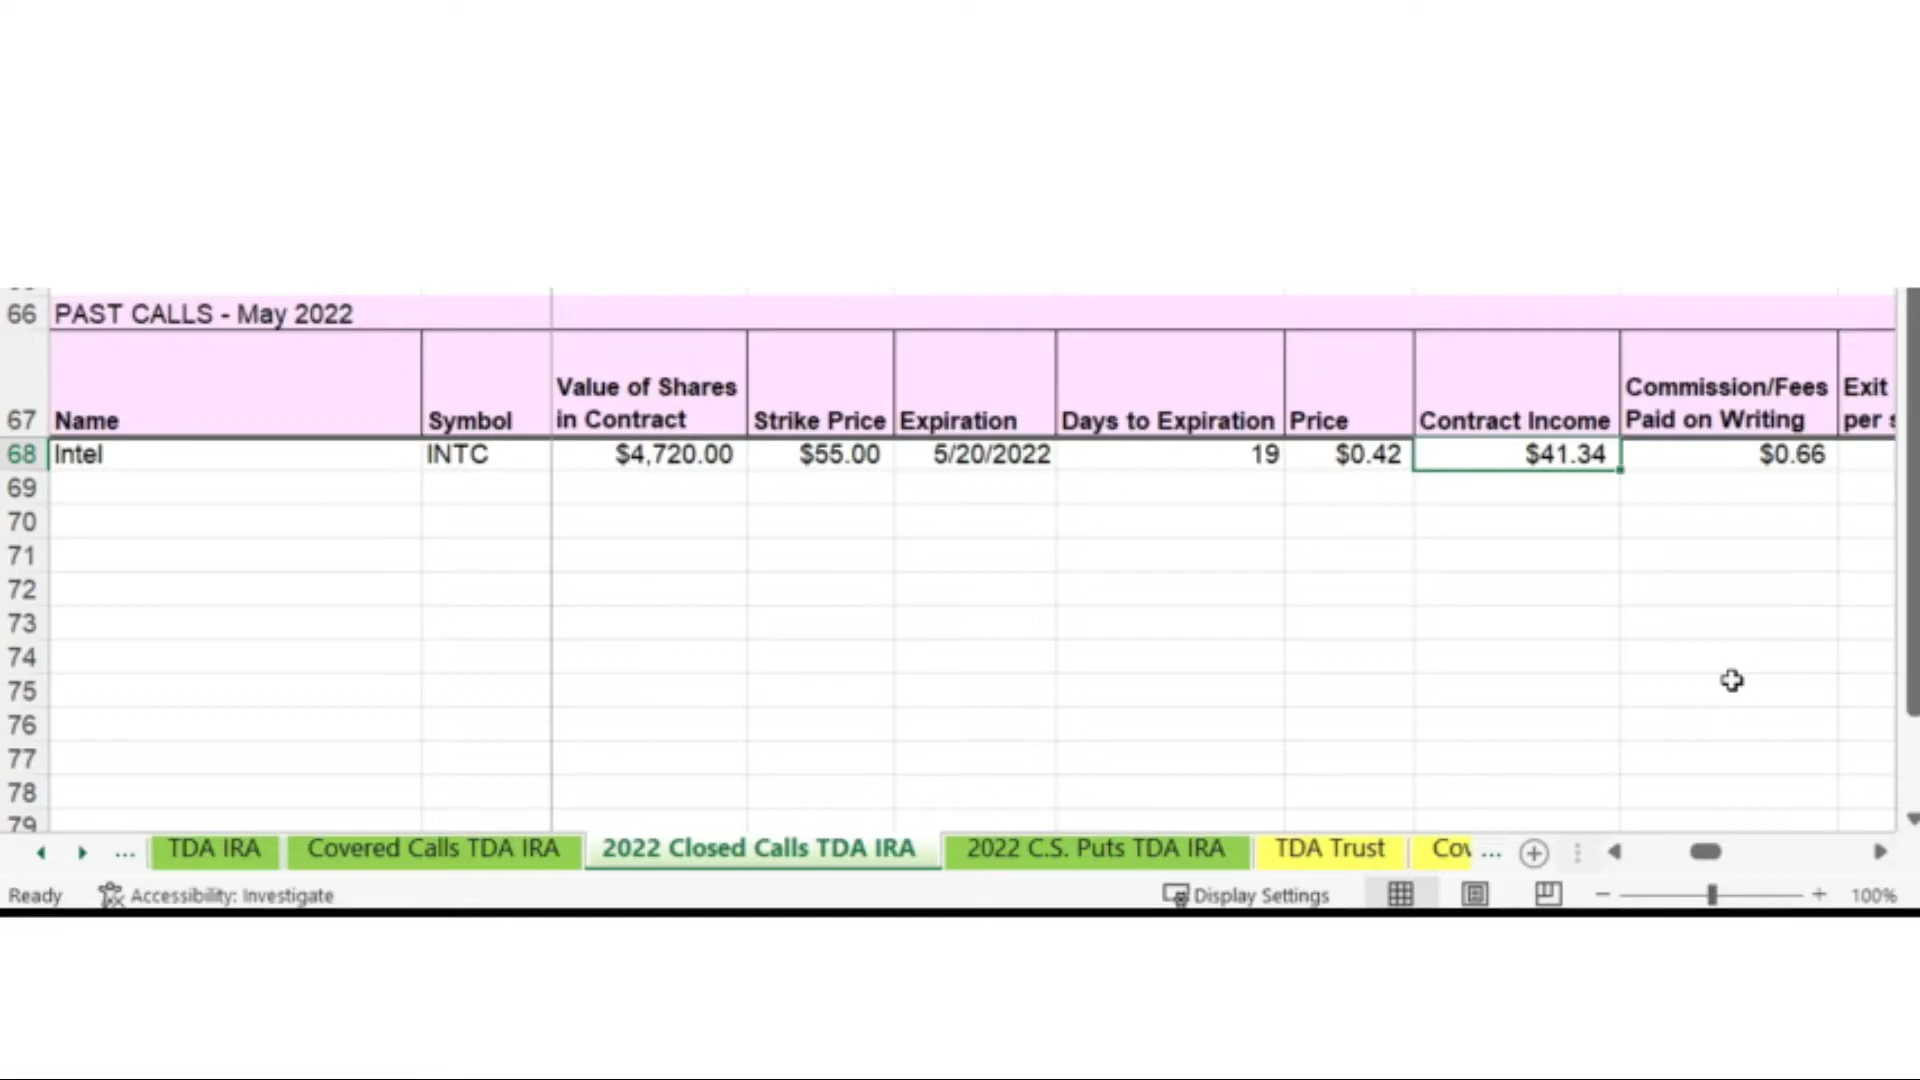 66 PAST CALLS - May 2022
67 Name Symbol Value of Shares in Contract Strike Price Expiration Days to Expiration Price Contract Income Commission/Fees Paid on Writing Exit per
68 Intel INTC $4,720.00 $55.00 5/20/2022 19 $0.42 $41.34 $0.66
69
70
71
72
73
74
75
76
77
78
79
... TDA IRA Covered Calls TDA IRA 2022 Closed Calls TDA IRA 2022 C.S. Puts TDA IRA TDA Trust Cov ...
Ready Accessibility: Investigate Display Settings 100%